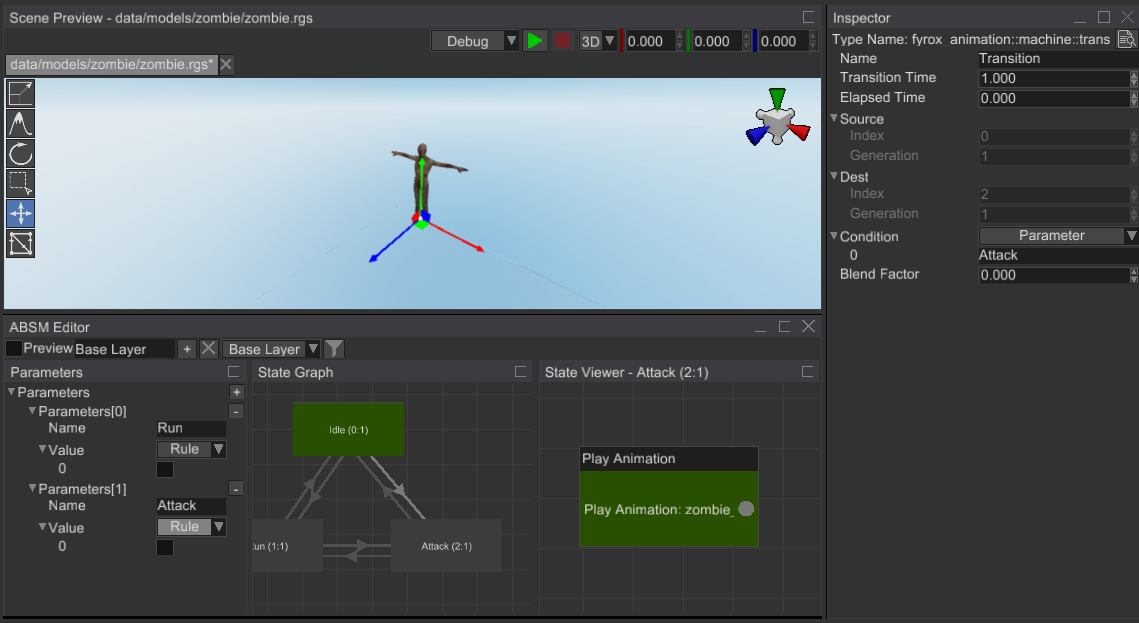 Scene Preview - data/models/zombie/zombie.rgs
Debug
3D
0.000
0.000
0.000
data/models/zombie/zombie.rgs*
ABSM Editor
Preview
Base Layer
+
Base Layer
Parameters
Parameters
+
Parameters[0]
-
Name
Run
Value
Rule
0
Parameters[1]
-
Name
Attack
Value
Rule
0
State Graph
Idle (0:1)
un (1:1)
Attack (2:1)
State Viewer - Attack (2:1)
Play Animation
Play Animation: zombie_
Inspector
Type Name: fyrox_animation::machine::trans
Name
Transition
Transition Time
1.000
Elapsed Time
0.000
Source
Index
0
Generation
1
Dest
Index
2
Generation
1
Condition
Parameter
0
Attack
Blend Factor
0.000